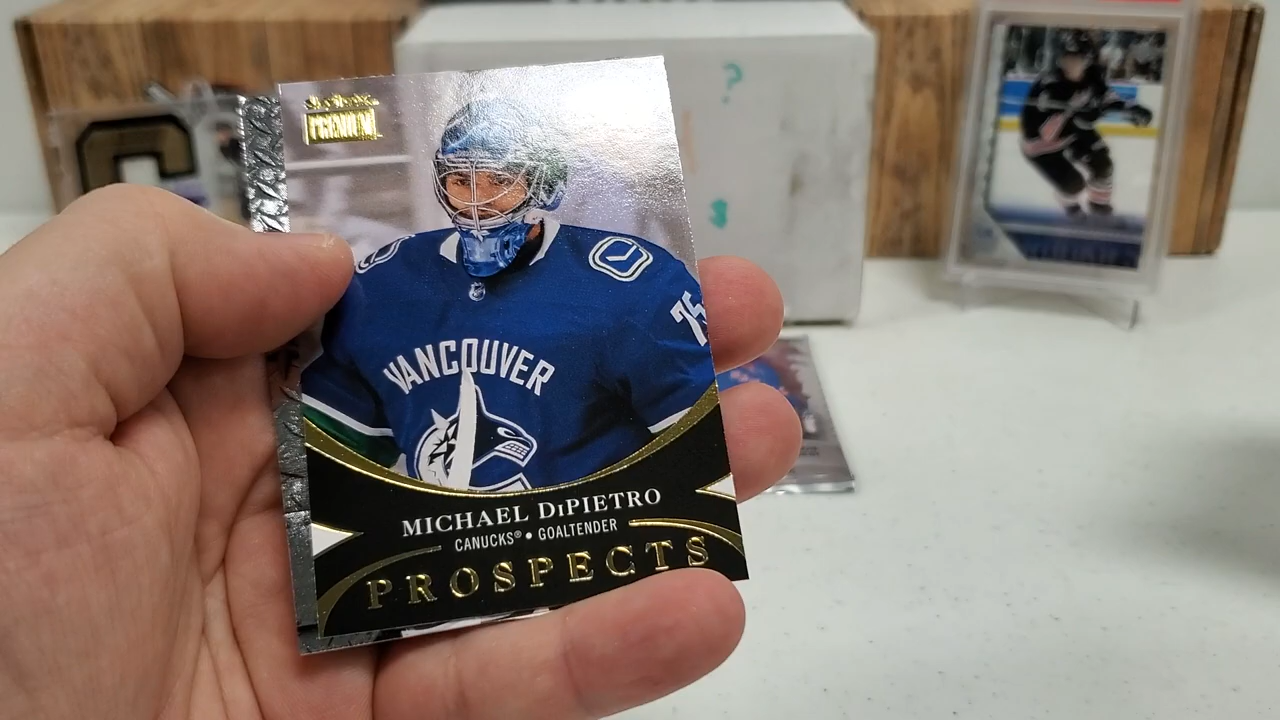 SkyBox
PREMIUM
75
VANCOUVER
MICHAEL DiPIETRO
CANUCKS® • GOALTENDER
PROSPECTS
?
$